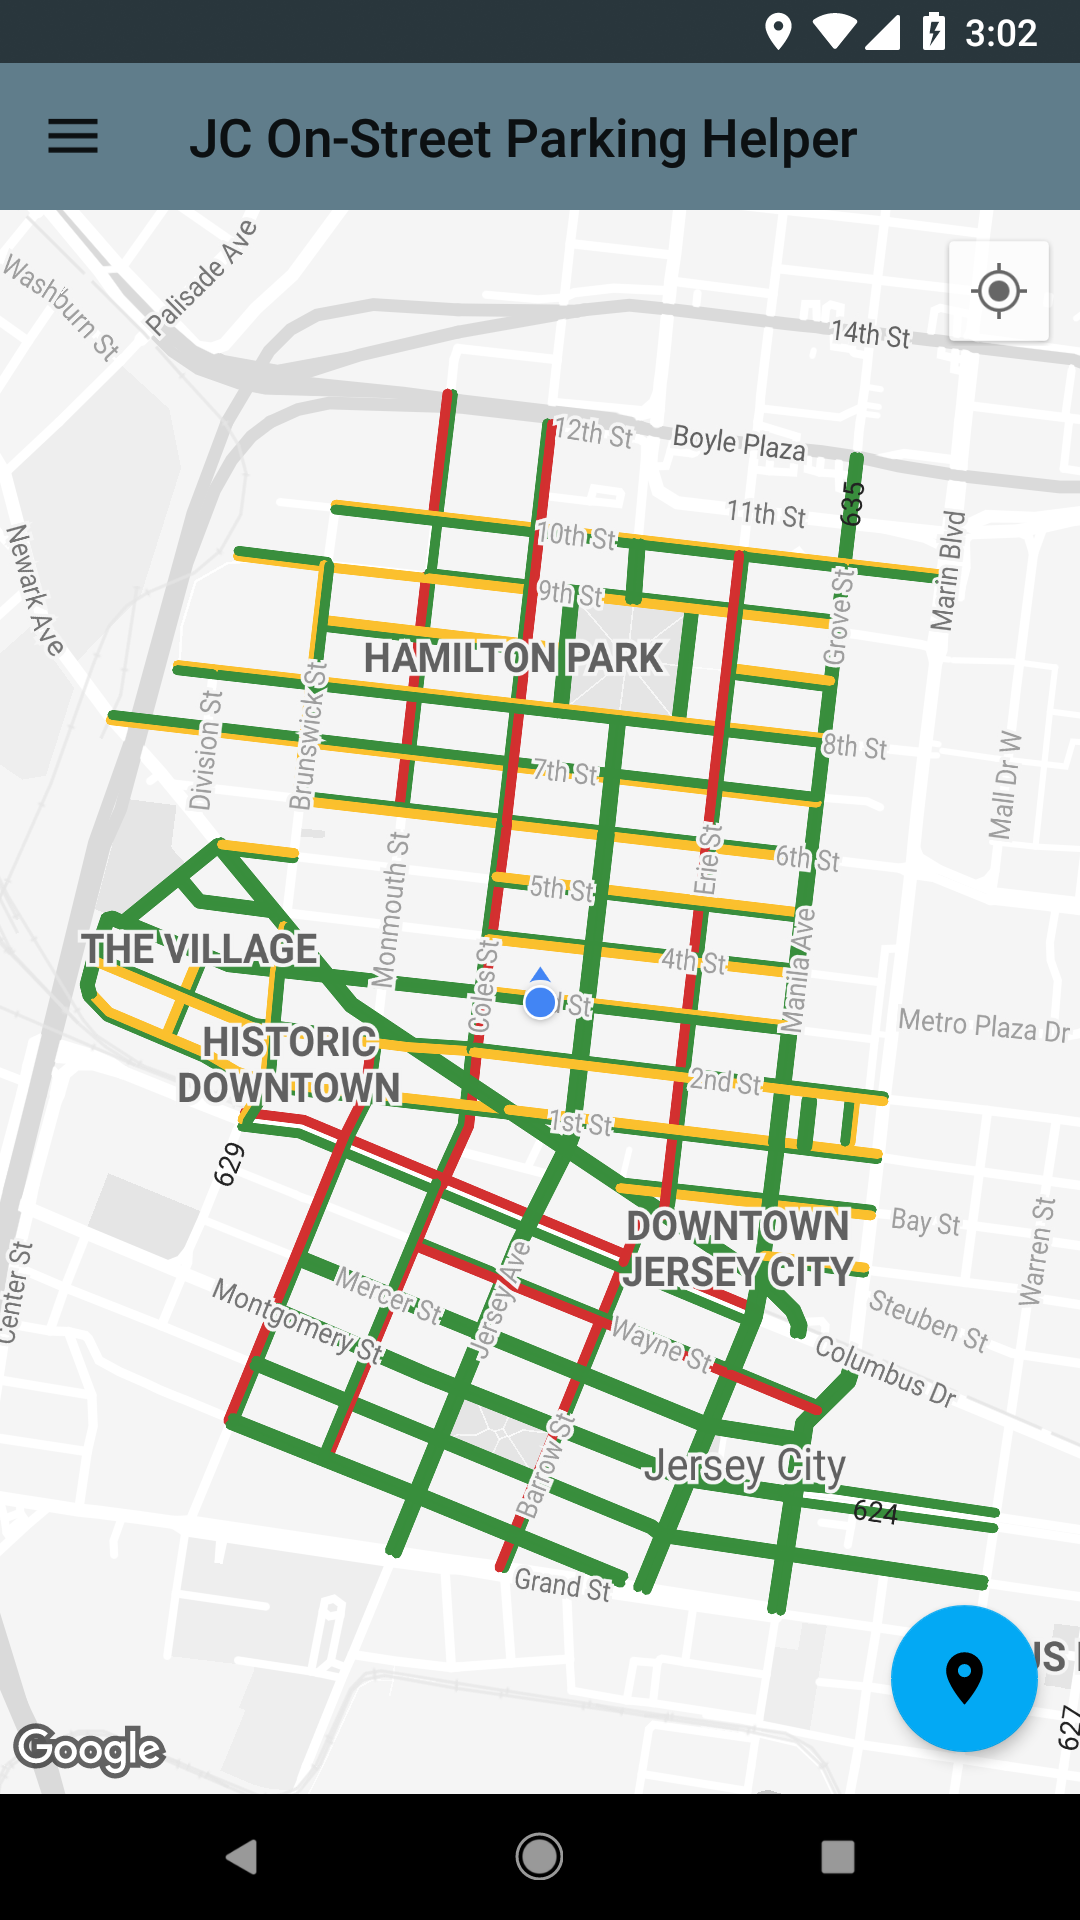 3:02
JC On-Street Parking Helper
Palisade Ave
Washburn St
14th St
12th St
Boyle Plaza
635
11th St
Marin Blvd
Newark Ave
10th St
9th St
Grove St
HAMILTON PARK
Division St
Brunswick St
8th St
Mall Dr W
7th St
Erie St
6th St
Monmouth St
5th St
THE VILLAGE
Coles St
4th St
Manila Ave
d St
Metro Plaza Dr
HISTORIC
DOWNTOWN
2nd St
1st St
629
DOWNTOWN
JERSEY CITY
Bay St
Warren St
Center St
Mercer St
Montgomery St
Jersey Ave
Wayne St
Steuben St
Columbus Dr
Barrow St
Jersey City
624
Grand St
US
627
Google